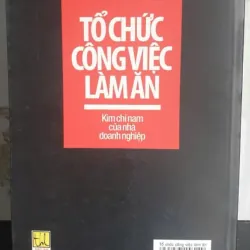 TỔ CHỨC
CÔNG VIỆC
LÀM ĂN
Kim chỉ nam
của nhà
doanh nghiệp